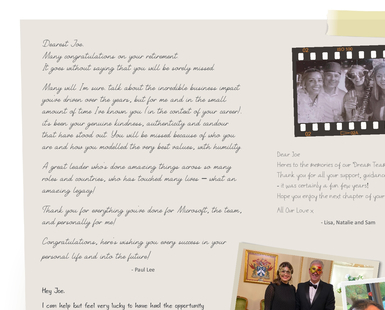 Dearest Joe.
Many congratulations on your retirement.
It goes without saying that you will be sorely missed.
Many will I'm sure, talk about the incredible business impact
you're driven over the years, but for me and in the small
amount of time I've known you (in the context of your career!),
it's been your genuine kindness, authenticity and candour
that have stood out. You will be missed because of who you
are and how you modelled the very best values, with humility.
A great leader who's done amazing things across so many
roles and countries, who has touched many lives – what an
amazing legacy!
Thank you for everything you're done for Microsoft, the team,
and personally for me!
Congratulations, here's wishing you every success in your
personal life and into the future!
- Paul Lee
Hey Joe,
I can help but feel very lucky to have had the opportunity
Dear Joe
Heres to the memories of our "Dream Team
Thank you for all your support, guidance
- it was certainly a fun few years!
Hope you enjoy the next chapter of your
All Our Love x
- Lisa, Natalie and Sam